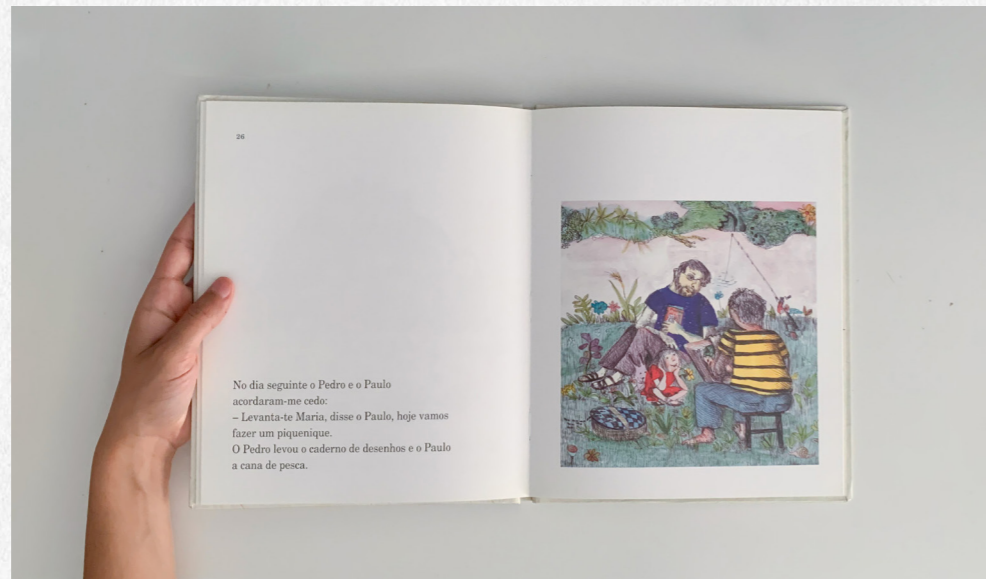 26
No dia seguinte o Pedro e o Paulo
acordaram-me cedo:
– Levanta-te Maria, disse o Paulo, hoje vamos
fazer um piquenique.
O Pedro levou o caderno de desenhos e o Paulo
a cana de pesca.